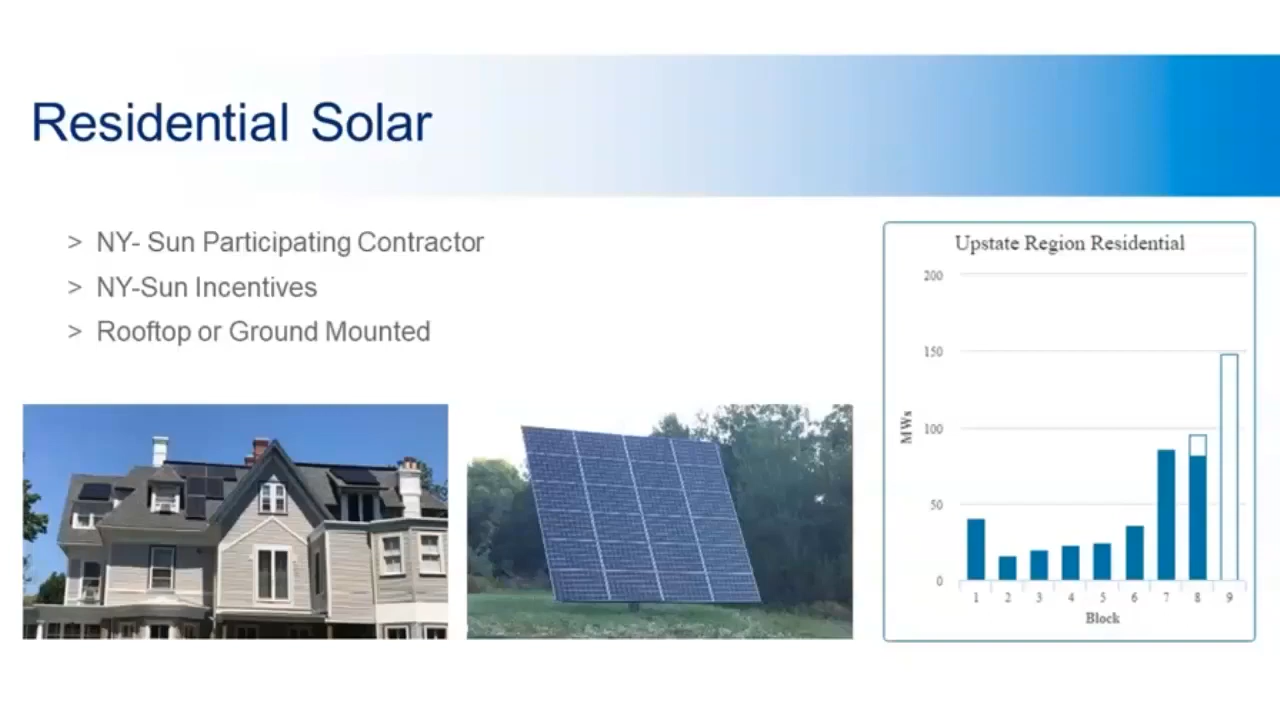 Residential Solar
> NY- Sun Participating Contractor
> NY-Sun Incentives
> Rooftop or Ground Mounted
Upstate Region Residential
200
150
100
50
0
MWs
1 2 3 4 5 6 7 8 9
Block